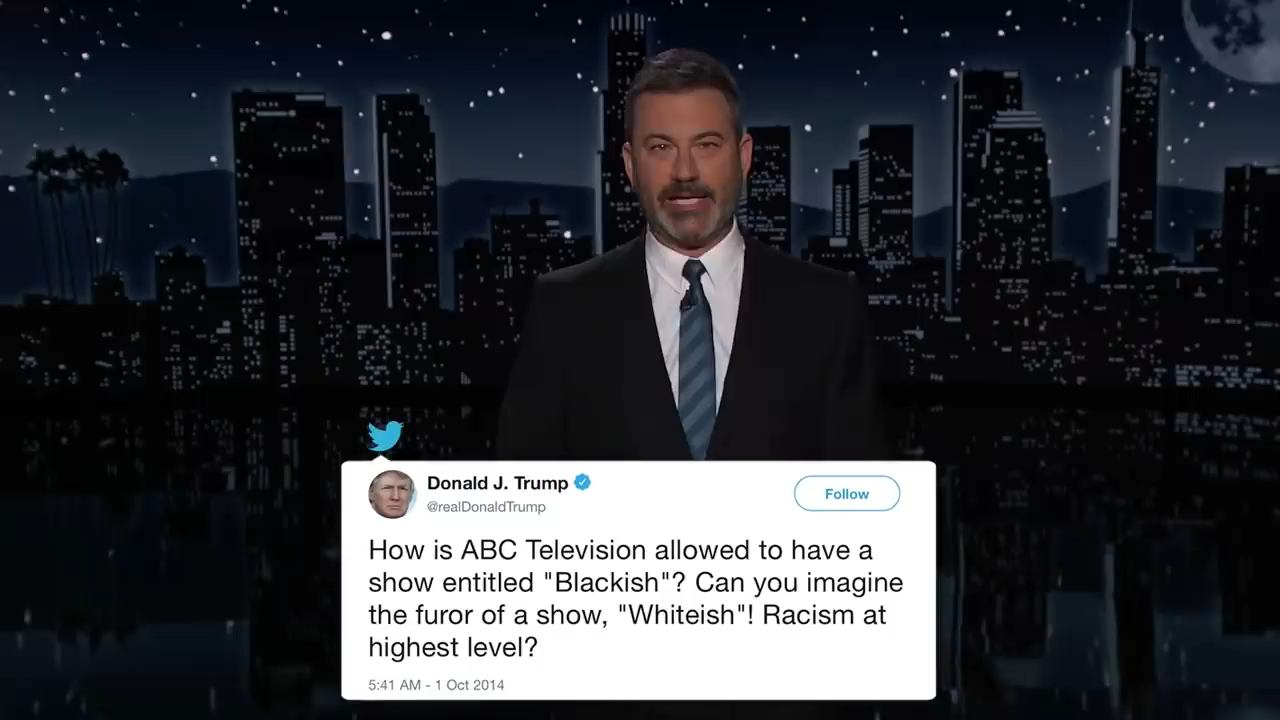 Donald J. Trump
@realDonaldTrump
Follow
How is ABC Television allowed to have a
show entitled "Blackish"? Can you imagine
the furor of a show, "Whiteish"! Racism at
highest level?
5:41 AM - 1 Oct 2014